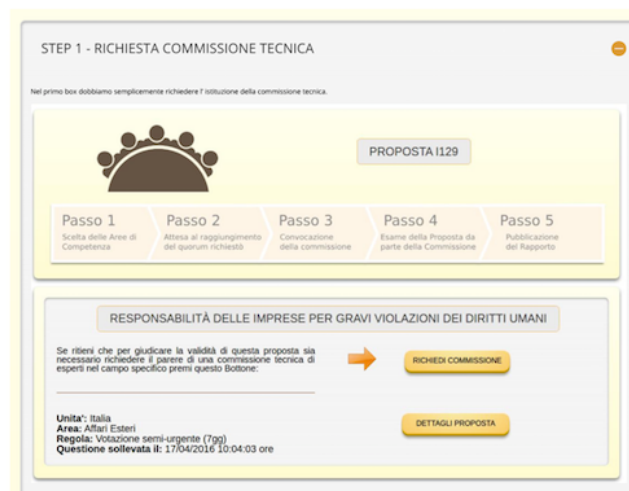 STEP 1 - RICHIESTA COMMISSIONE TECNICA
Nel primo box dobbiamo semplicemente richiedere l' istituzione della commissione tecnica.
PROPOSTA I129
Passo 1
Scelta delle Aree di
Competenza
Passo 2
Attesa al raggiungimento
del quorum richiestò
Passo 3
Convocazione
della commissione
Passo 4
Esame della Proposta da
parte della Commissione
Passo 5
Pubblicazione
del Rapporto
RESPONSABILITÀ DELLE IMPRESE PER GRAVI VIOLAZIONI DEI DIRITTI UMANI
Se ritieni che per giudicare la validità di questa proposta sia
necessario richiedere il parere di una commissione tecnica di
esperti nel campo specifico premi questo Bottone:
RICHIEDI COMMISSIONE
Unita': Italia
Area: Affari Esteri
Regola: Votazione semi-urgente (7gg)
Questione sollevata il: 17/04/2016 10:04:03 ore
DETTAGLI PROPOSTA